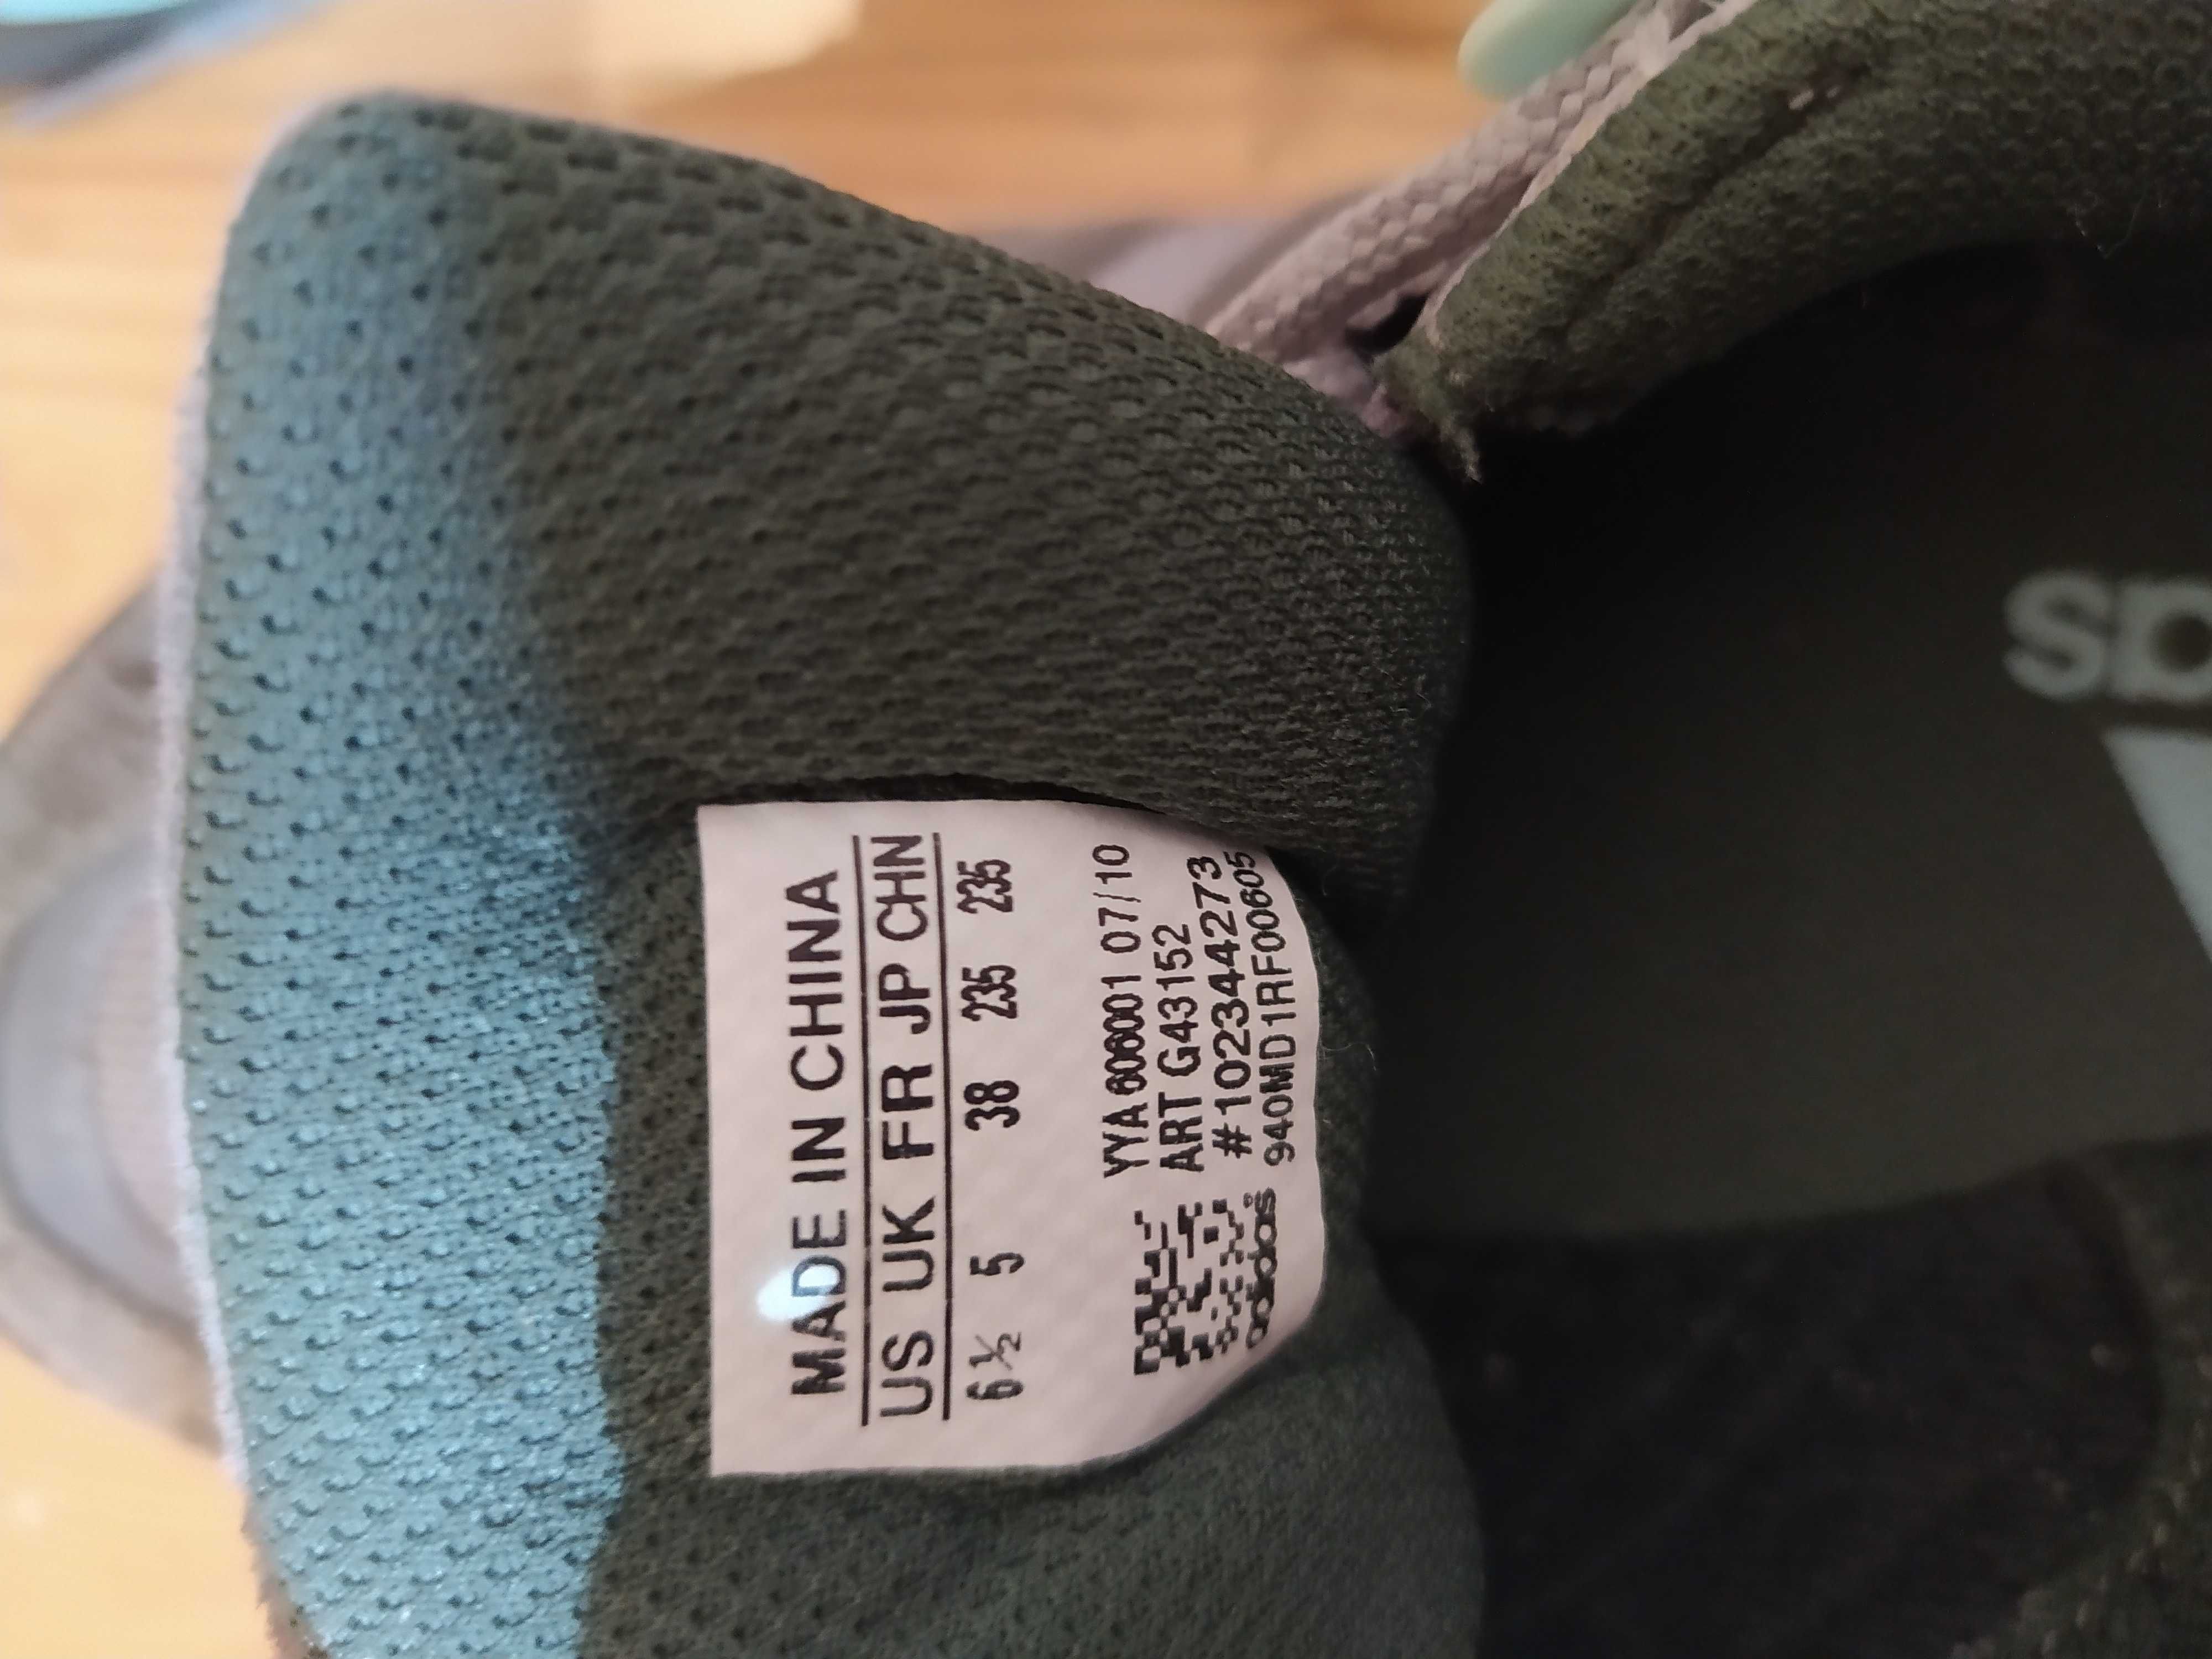 MADE IN CHINA
US UK FR JP CHN
6½ 5 38 235 235
YYA 606001 07/10
ART G43152
#1023444273
adidas 940MD1RF00605